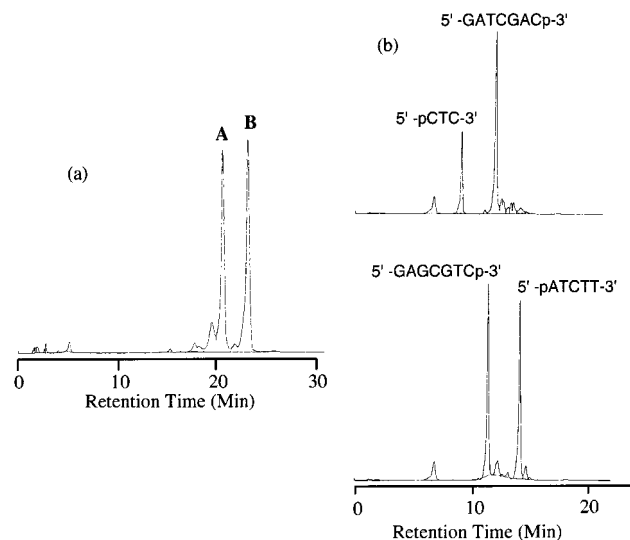 (a)
A
B
0 10 20 30
Retention Time (Min)
(b)
5' -GATCGACp-3'
5' -pCTC-3'
5' -GAGCGTCp-3'
5' -pATCTT-3'
0 10 20
Retention Time (Min)